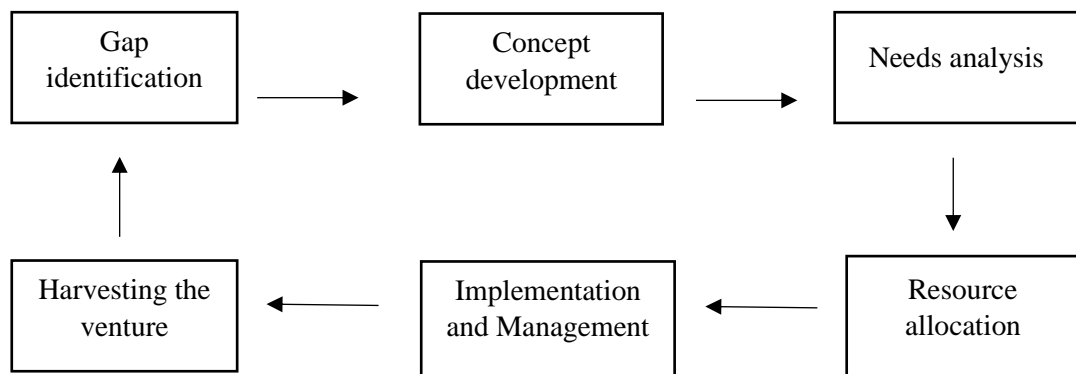 Gap
identification
Concept
development
Needs analysis
Harvesting the
venture
Implementation
and Management
Resource
allocation